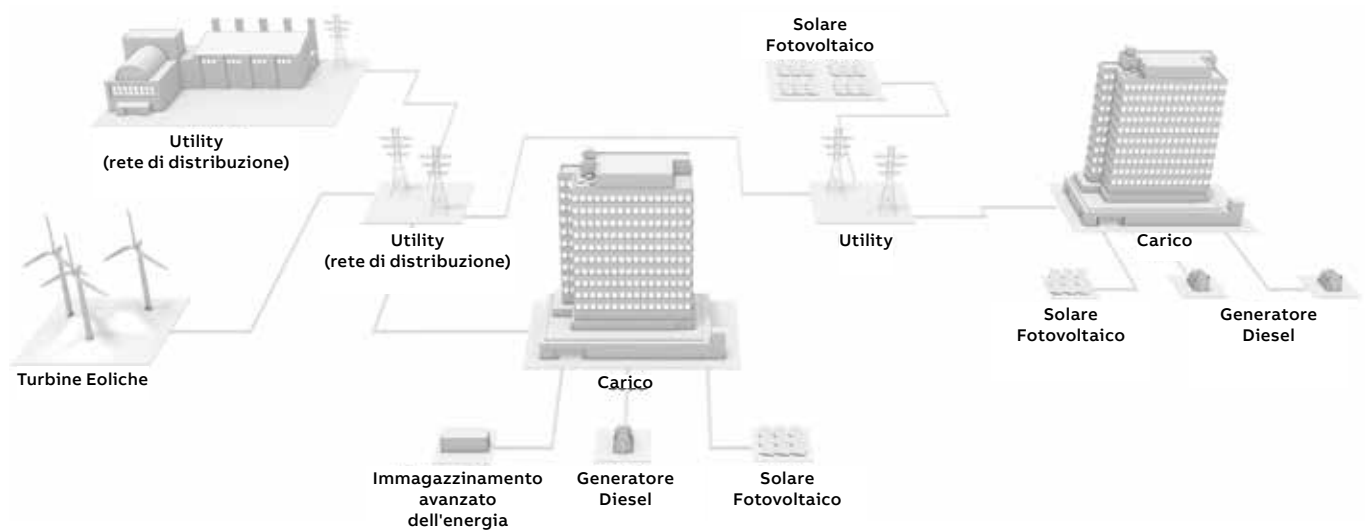 Solare
Fotovoltaico
Utility
(rete di distribuzione)
Utility
(rete di distribuzione)
Utility
Carico
Solare
Fotovoltaico
Generatore
Diesel
Turbine Eoliche
Carico
Immagazzinamento
avanzato
dell'energia
Generatore
Diesel
Solare
Fotovoltaico